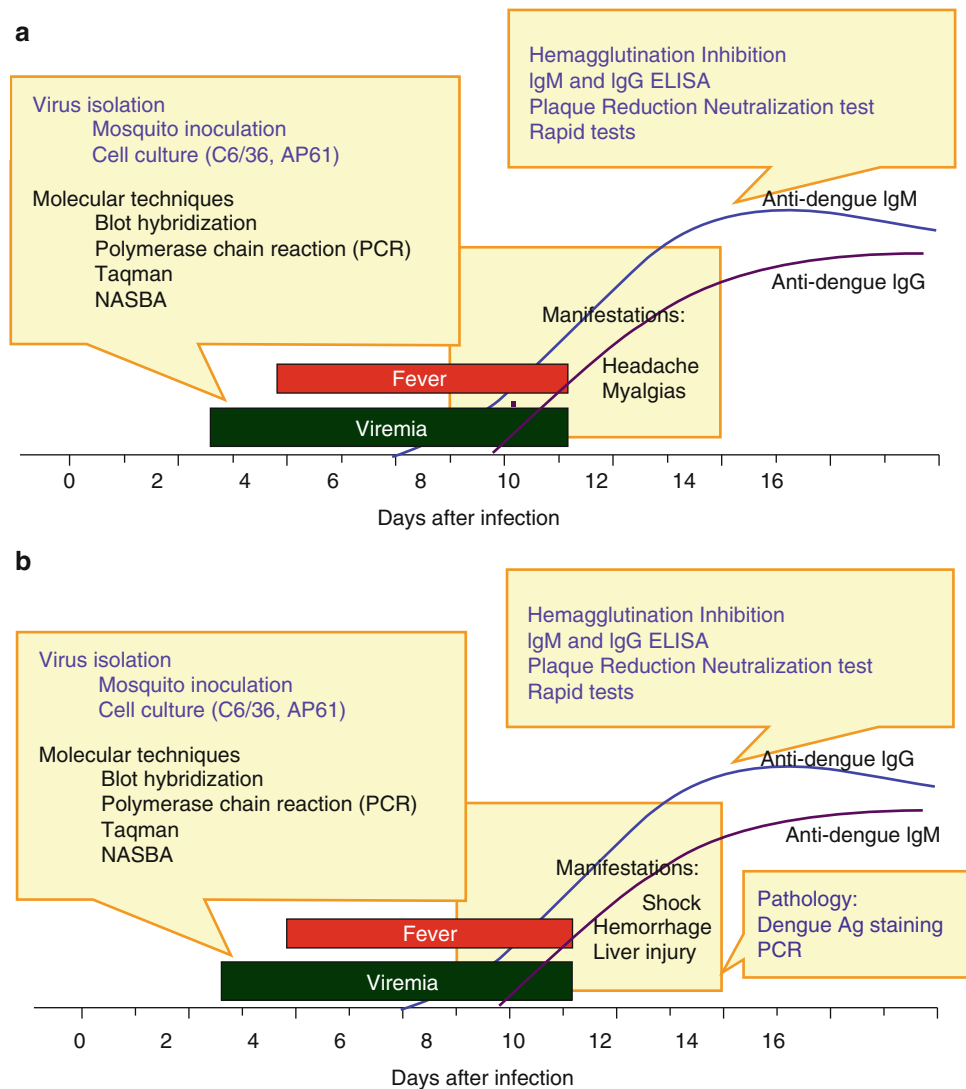 a
Virus isolation
Mosquito inoculation
Cell culture (C6/36, AP61)
Molecular techniques
Blot hybridization
Polymerase chain reaction (PCR)
Taqman
NASBA
Hemagglutination Inhibition
IgM and IgG ELISA
Plaque Reduction Neutralization test
Rapid tests
Anti-dengue IgM
Anti-dengue IgG
Manifestations:
Headache
Myalgias
Fever
Viremia
0 2 4 6 8 10 12 14 16
Days after infection
b
Virus isolation
Mosquito inoculation
Cell culture (C6/36, AP61)
Molecular techniques
Blot hybridization
Polymerase chain reaction (PCR)
Taqman
NASBA
Hemagglutination Inhibition
IgM and IgG ELISA
Plaque Reduction Neutralization test
Rapid tests
Anti-dengue IgG
Anti-dengue IgM
Manifestations:
Shock
Hemorrhage
Liver injury
Pathology:
Dengue Ag staining
PCR
Fever
Viremia
0 2 4 6 8 10 12 14 16
Days after infection